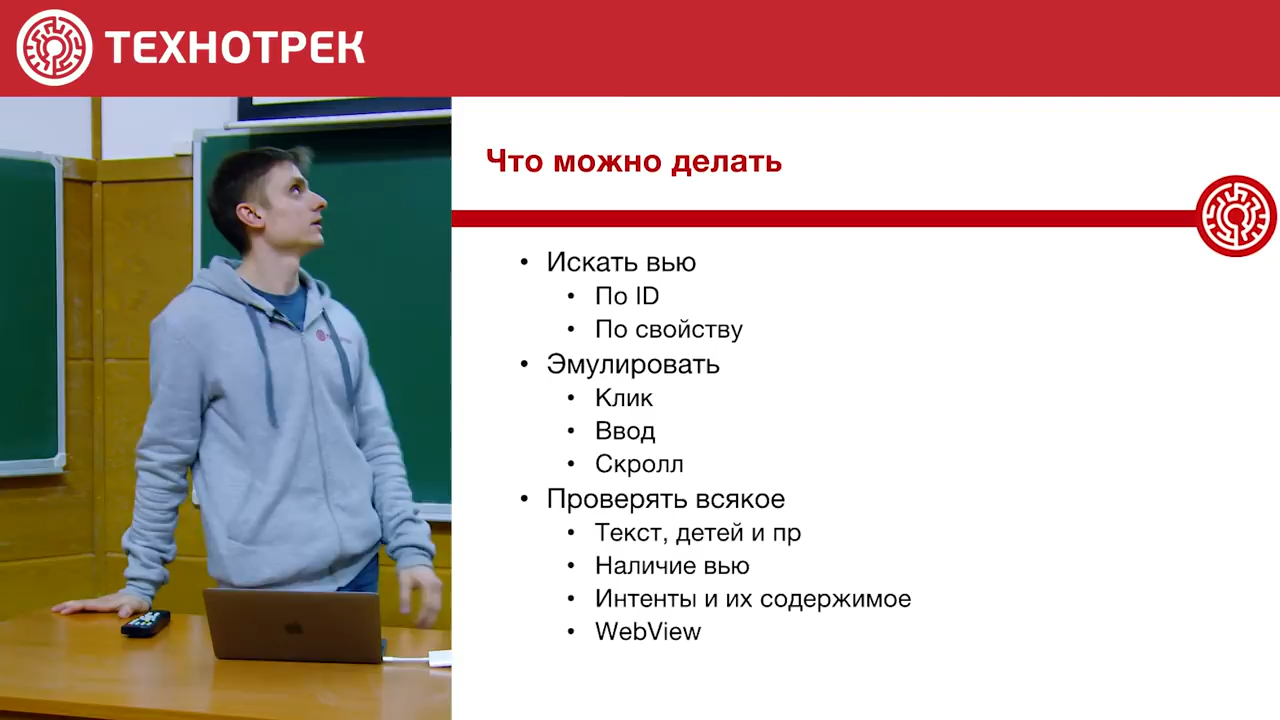 ТЕХНОТРЕК
Что можно делать
• Искать вью
• По ID
• По свойству
• Эмулировать
• Клик
• Ввод
• Скролл
• Проверять всякое
• Текст, детей и пр
• Наличие вью
• Интенты и их содержимое
• WebView